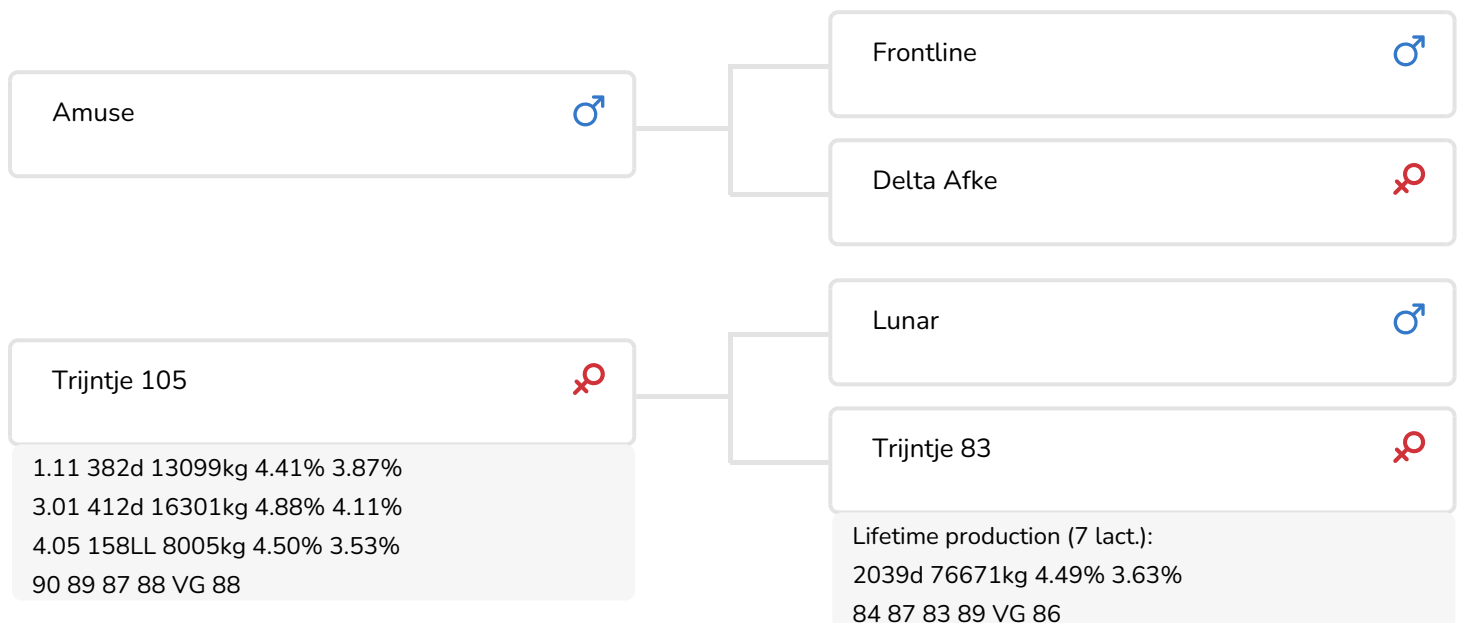 Amuse
Frontline
Delta Afke
Trijntje 105
1.11 382d 13099kg 4.41% 3.87%
3.01 412d 16301kg 4.88% 4.11%
4.05 158LL 8005kg 4.50% 3.53%
90 89 87 88 VG 88
Lunar
Trijntje 83
Lifetime production (7 lact.):
2039d 76671kg 4.49% 3.63%
84 87 83 89 VG 86